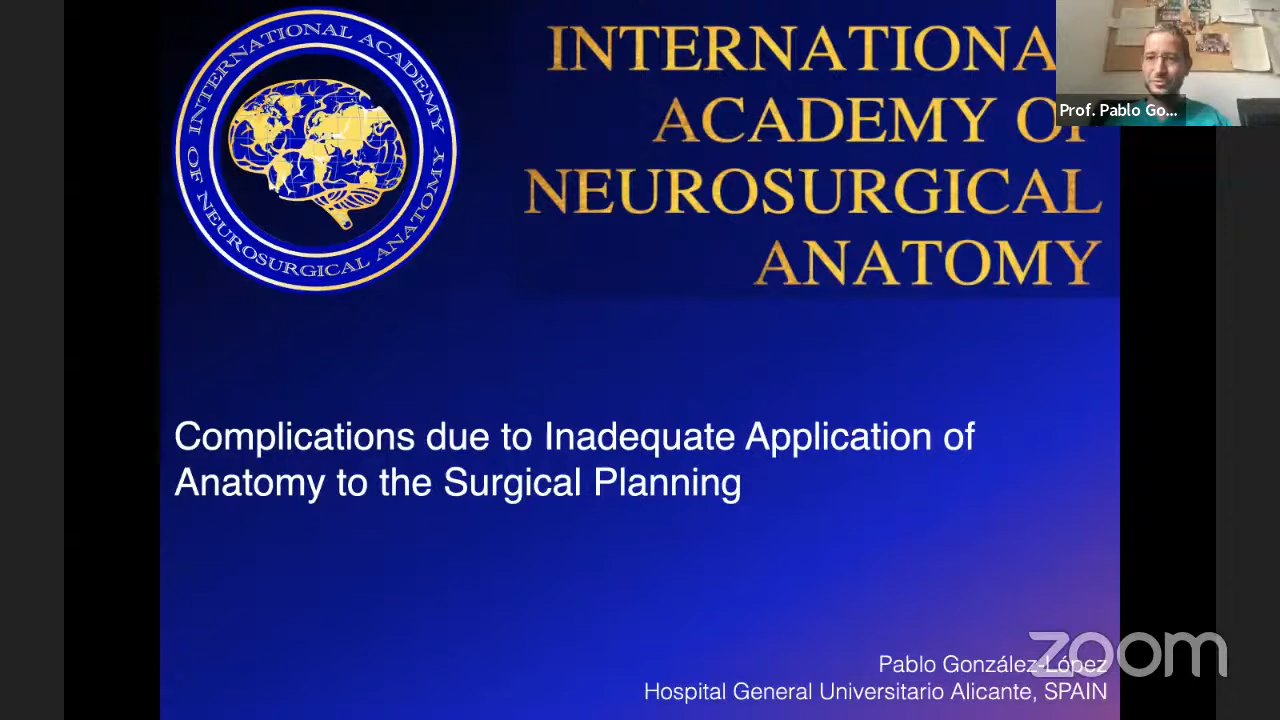 INTERNATIONAL ACADEMY
OF NEUROSURGICAL ANATOMY
INTERNATIONA
ACADEMY OF
NEUROSURGICAL
ANATOMY
Prof. Pablo Go...
Complications due to Inadequate Application of
Anatomy to the Surgical Planning
Pablo González-López
Hospital General Universitario Alicante, SPAIN
zoom